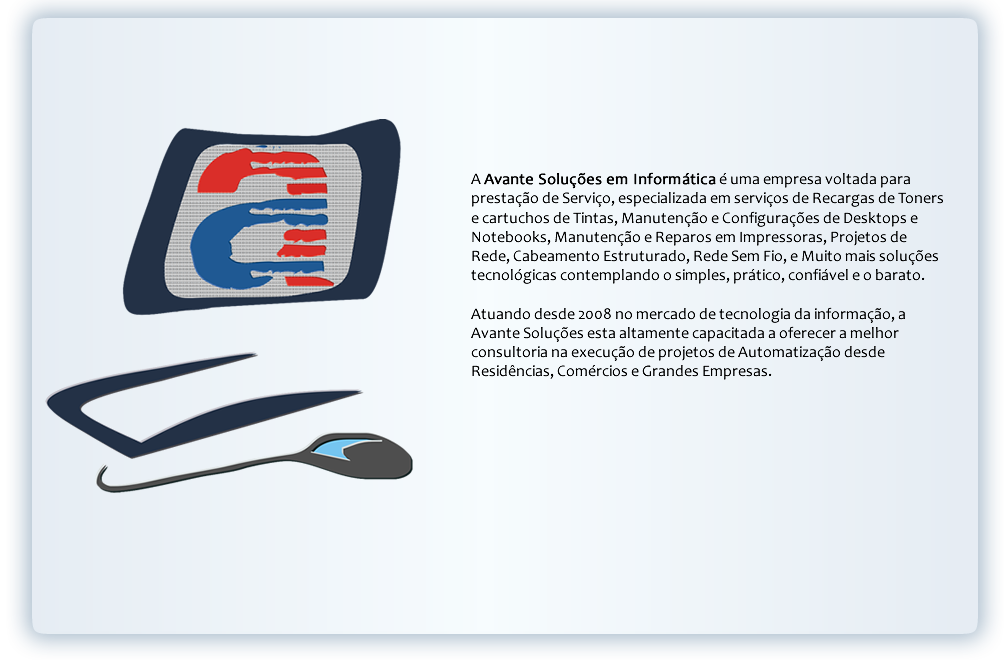 A Avante Soluções em Informática é uma empresa voltada para
prestação de Serviço, especializada em serviços de Recargas de Toners
e cartuchos de Tintas, Manutenção e Configurações de Desktops e
Notebooks, Manutenção e Reparos em Impressoras, Projetos de
Rede, Cabeamento Estruturado, Rede Sem Fio, e Muito mais soluções
tecnológicas contemplando o simples, prático, confiável e o barato.
Atuando desde 2008 no mercado de tecnologia da informação, a
Avante Soluções esta altamente capacitada a oferecer a melhor
consultoria na execução de projetos de Automatização desde
Residências, Comércios e Grandes Empresas.